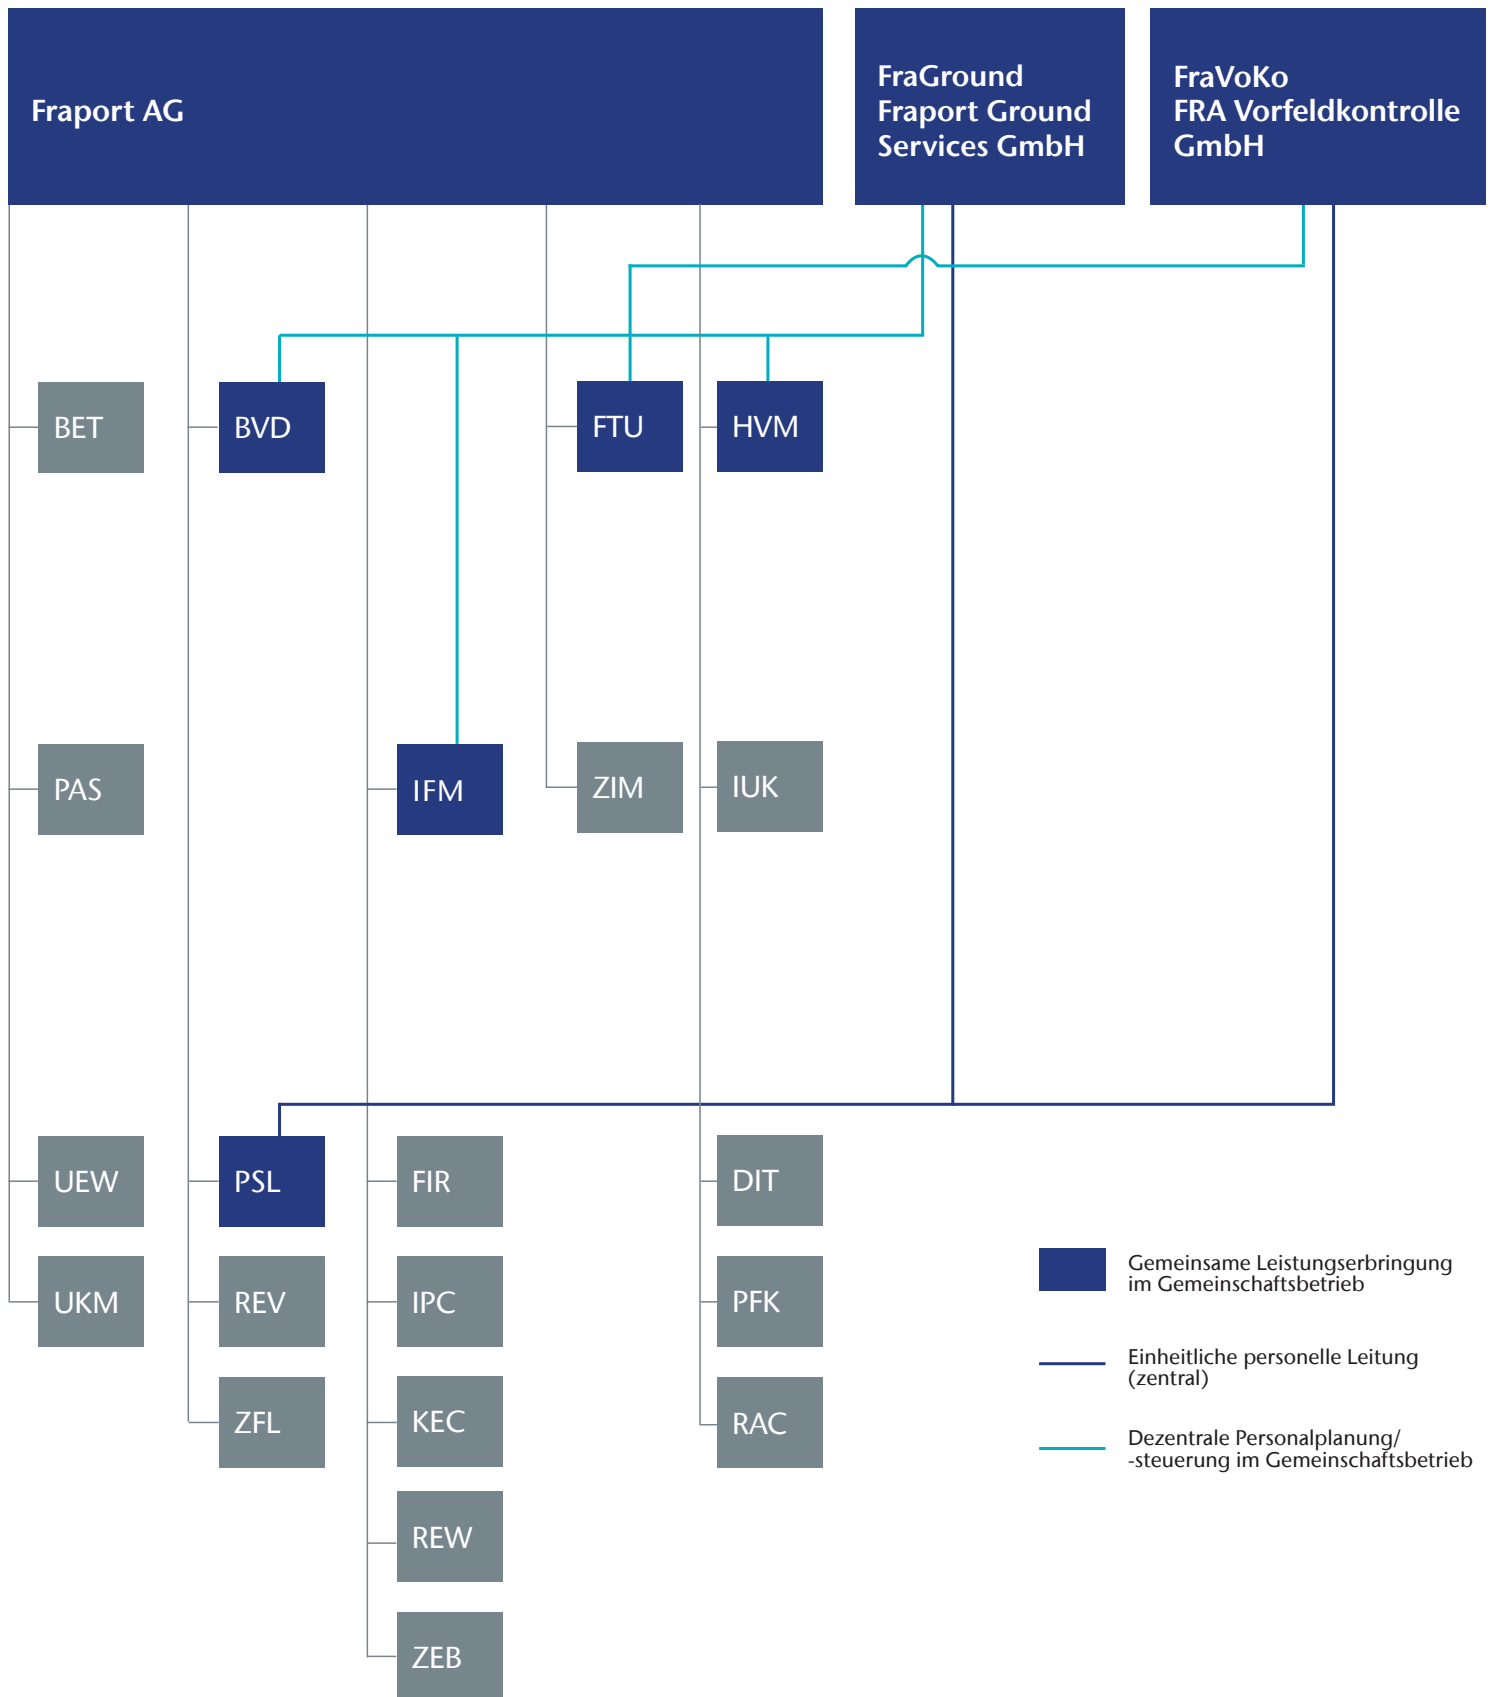 Fraport AG
FraGround
Fraport Ground
Services GmbH
FraVoKo
FRA Vorfeldkontrolle
GmbH
BET
BVD
FTU
HVM
PAS
IFM
ZIM
IUK
UEW
PSL
FIR
DIT
UKM
REV
IPC
PFK
ZFL
KEC
RAC
REW
ZEB
Gemeinsame Leistungserbringung
im Gemeinschaftsbetrieb
Einheitliche personelle Leitung
(zentral)
Dezentrale Personalplanung/
-steuerung im Gemeinschaftsbetrieb